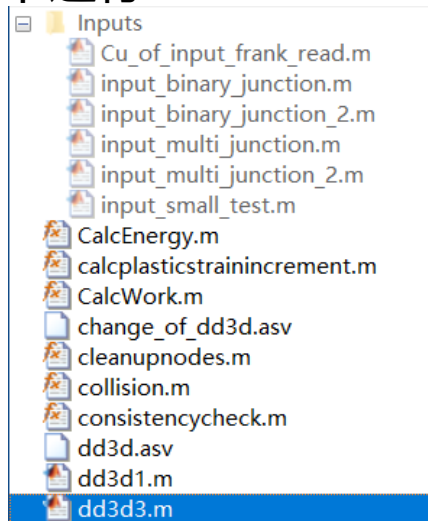 Inputs
Cu_of_input_frank_read.m
input_binary_junction.m
input_binary_junction_2.m
input_multi_junction.m
input_multi_junction_2.m
input_small_test.m
CalcEnergy.m
calcplasticstrainincrement.m
CalcWork.m
change_of_dd3d.asv
cleanupnodes.m
collision.m
consistencycheck.m
dd3d.asv
dd3d1.m
dd3d3.m